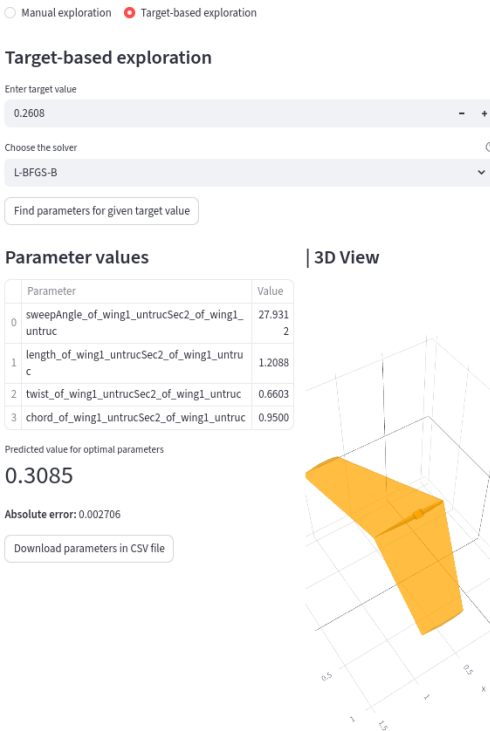 Manual exploration Target-based exploration
Target-based exploration
Enter target value
0.2608 - +
Choose the solver
L-BFGS-B
Find parameters for given target value
Parameter values
| 3D View
Parameter Value
0 sweepAngle_of_wing1_untrucSec2_of_wing1_ 27.931
untruc 2
1 length_of_wing1_untrucSec2_of_wing1_untru 1.2088
c
2 twist_of_wing1_untrucSec2_of_wing1_untruc 0.6603
3 chord_of_wing1_untrucSec2_of_wing1_untruc 0.9500
Predicted value for optimal parameters
0.3085
Absolute error: 0.002706
Download parameters in CSV file
0.5
0.5
x
1
1
1.5